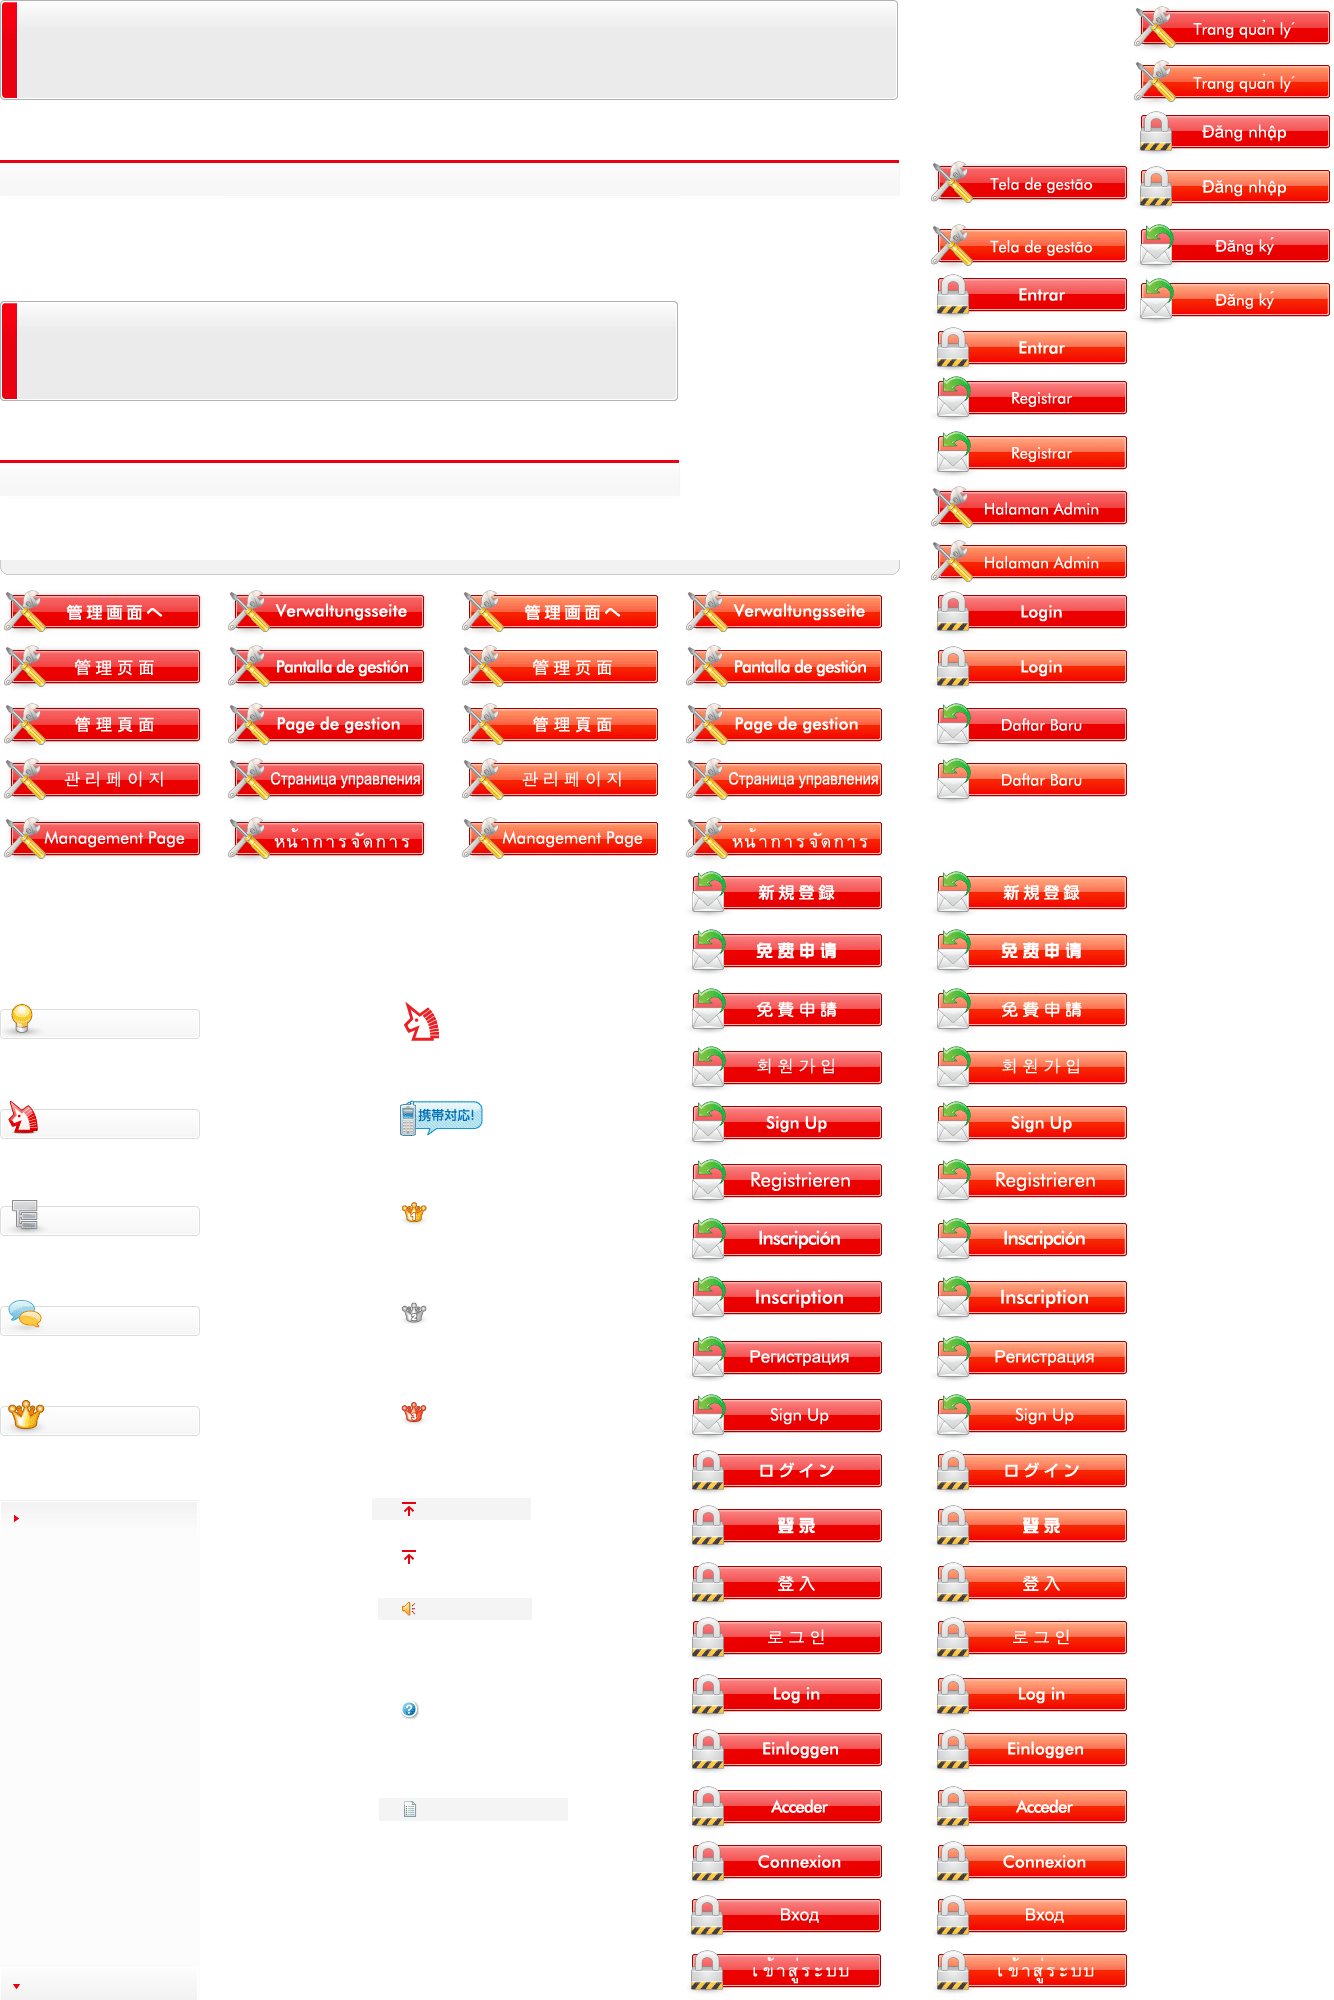 Trang quản lý
Trang quản lý
Đăng nhập
Đăng nhập
Đăng ký
Đăng ký
Tela de gestão
Tela de gestão
Entrar
Entrar
Registrar
Registrar
Halaman Admin
Halaman Admin
Login
Login
Daftar Baru
Daftar Baru
管理画面へ
Verwaltungsseite
管理画面へ
Verwaltungsseite
管理页面
Pantalla de gestión
管理页面
Pantalla de gestión
管理頁面
Page de gestion
管理頁面
Page de gestion
관리페이지
Страница управления
관리페이지
Страница управления
Management Page
หน้าการจัดการ
Management Page
หน้าการจัดการ
新規登録
新規登録
免费申请
免费申请
免費申請
免費申請
회원가입
회원가입
携帯対応!
Sign Up
Sign Up
Registrieren
Registrieren
1
Inscripción
Inscripción
Inscription
Inscription
2
Регистрация
Регистрация
3
Sign Up
Sign Up
ログイン
ログイン
登录
登录
登入
登入
로그인
로그인
Log in
Log in
?
Einloggen
Einloggen
Acceder
Acceder
Connexion
Connexion
Вход
Вход
เข้าสู่ระบบ
เข้าสู่ระบบ